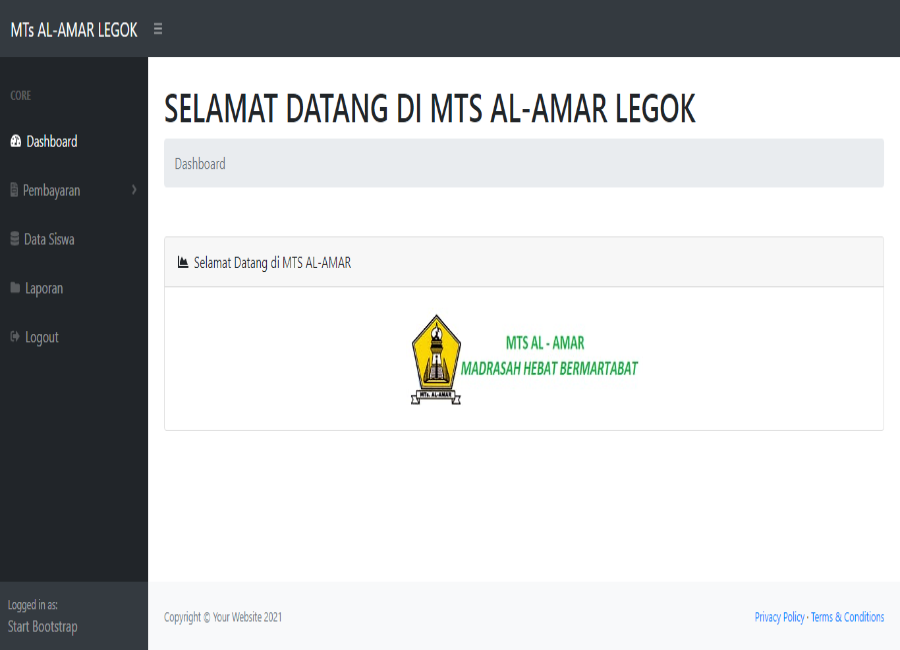 MTs AL-AMAR LEGOK
CORE
Dashboard
Pembayaran
Data Siswa
Laporan
Logout
Logged in as:
Start Bootstrap
SELAMAT DATANG DI MTS AL-AMAR LEGOK
Dashboard
Selamat Datang di MTS AL-AMAR
MTS AL - AMAR
MADRASAH HEBAT BERMARTABAT
MTs. AL-AMAR
Copyright © Your Website 2021
Privacy Policy · Terms & Conditions